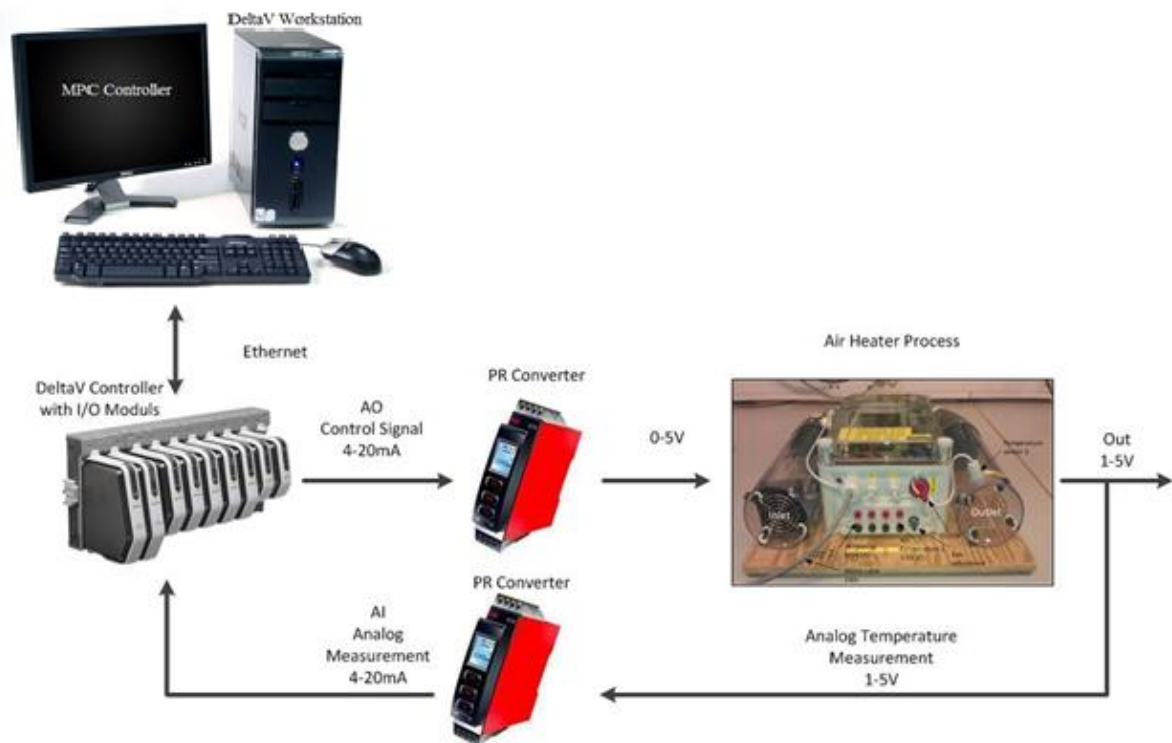 DeltaV Workstation
MPC Controller
Ethernet
DeltaV Controller
with I/O Moduls
AO
Control Signal
4-20mA
PR Converter
0-5V
Air Heater Process
Inlet
Outlet
Out
1-5V
PR Converter
AI
Analog
Measurement
4-20mA
Analog Temperature
Measurement
1-5V